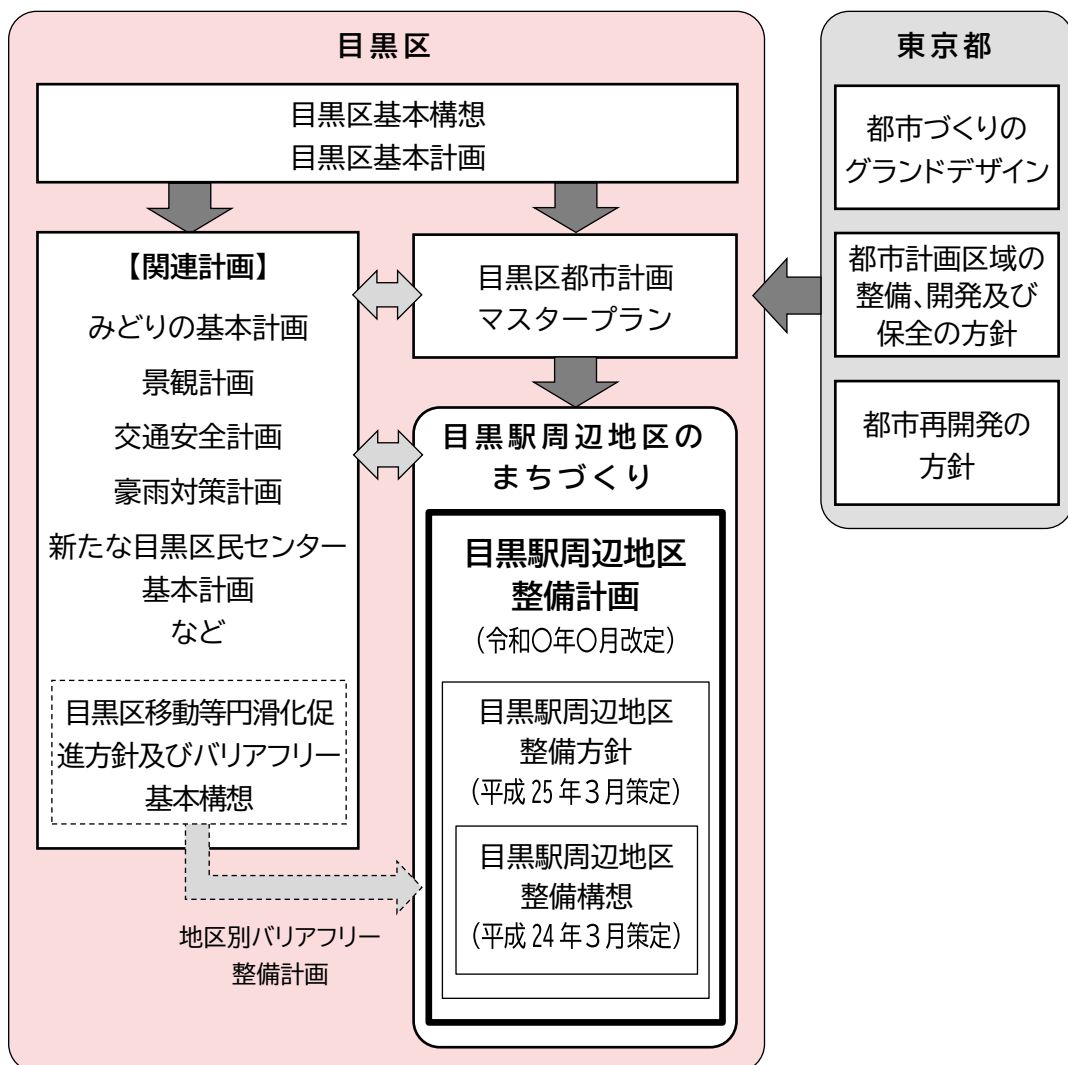 目黒区
目黒区基本構想
目黒区基本計画
【関連計画】
みどりの基本計画
景観計画
交通安全計画
豪雨対策計画
新たな目黒区民センター
基本計画
など
目黒区移動等円滑化促
進方針及びバリアフリー
基本構想
地区別バリアフリー
整備計画
目黒区都市計画
マスタープラン
目黒駅周辺地区の
まちづくり
目黒駅周辺地区
整備計画
(令和〇年〇月改定)
目黒駅周辺地区
整備方針
(平成25年3月策定)
目黒駅周辺地区
整備構想
(平成24年3月策定)
東京都
都市づくりの
グランドデザイン
都市計画区域の
整備、開発及び
保全の方針
都市再開発の
方針